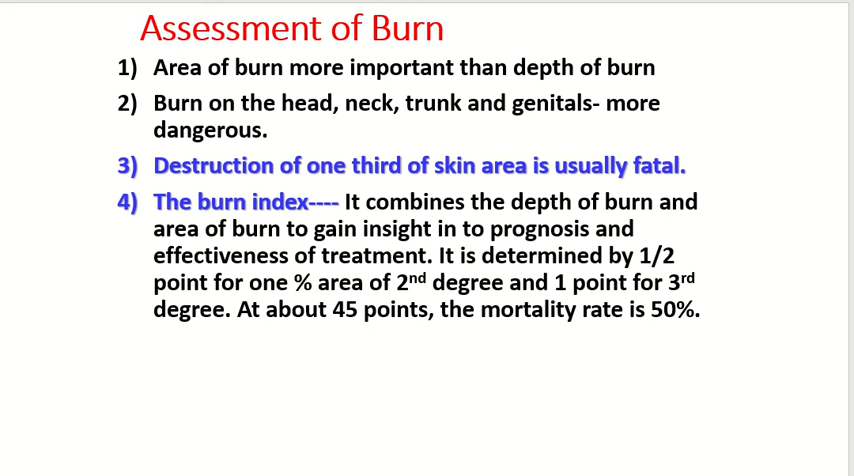 Assessment of Burn
1) Area of burn more important than depth of burn
2) Burn on the head, neck, trunk and genitals- more
dangerous.
3) Destruction of one third of skin area is usually fatal.
4) The burn index---- It combines the depth of burn and
area of burn to gain insight in to prognosis and
effectiveness of treatment. It is determined by 1/2
point for one % area of 2nd degree and 1 point for 3rd
degree. At about 45 points, the mortality rate is 50%.